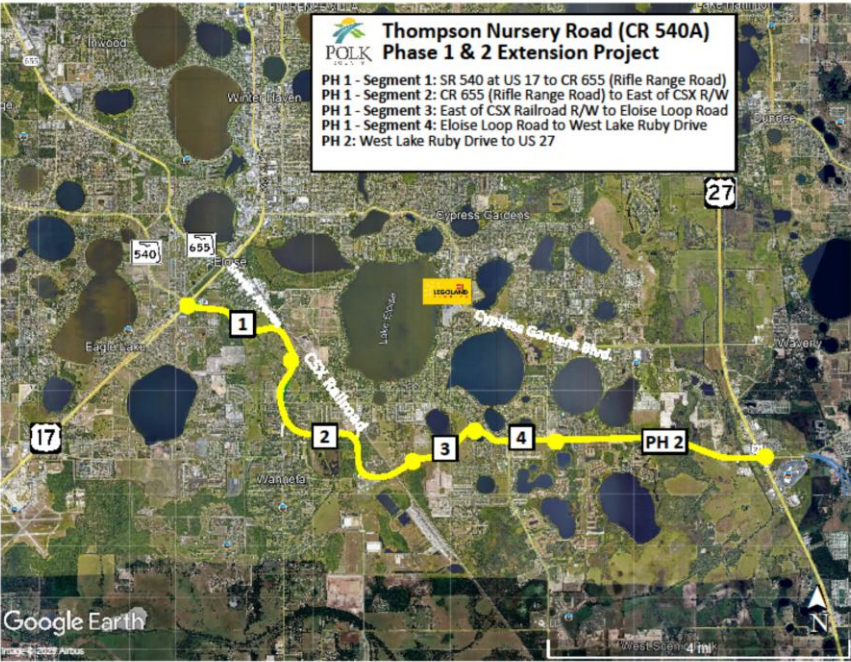 Inwood
655
Winter Haven
POLK
COUNTY
Thompson Nursery Road (CR 540A)
Phase 1 & 2 Extension Project
PH 1 - Segment 1: SR 540 at US 17 to CR 655 (Rifle Range Road)
PH 1 - Segment 2: CR 655 (Rifle Range Road) to East of CSX R/W
PH 1 - Segment 3: East of CSX Railroad R/W to Eloise Loop Road
PH 1 - Segment 4: Eloise Loop Road to West Lake Ruby Drive
PH 2: West Lake Ruby Drive to US 27
Dundee
27
Cypress Gardens
540
655
Eloise
LEGOLAND
FLORIDA
Lake Eloise
Cypress Gardens Blvd.
1
Eagle Lake
Waverly
CSX Railroad
17
2
3
4
PH 2
Wahneta
Google Earth
N
West Scenic Park
4 mi